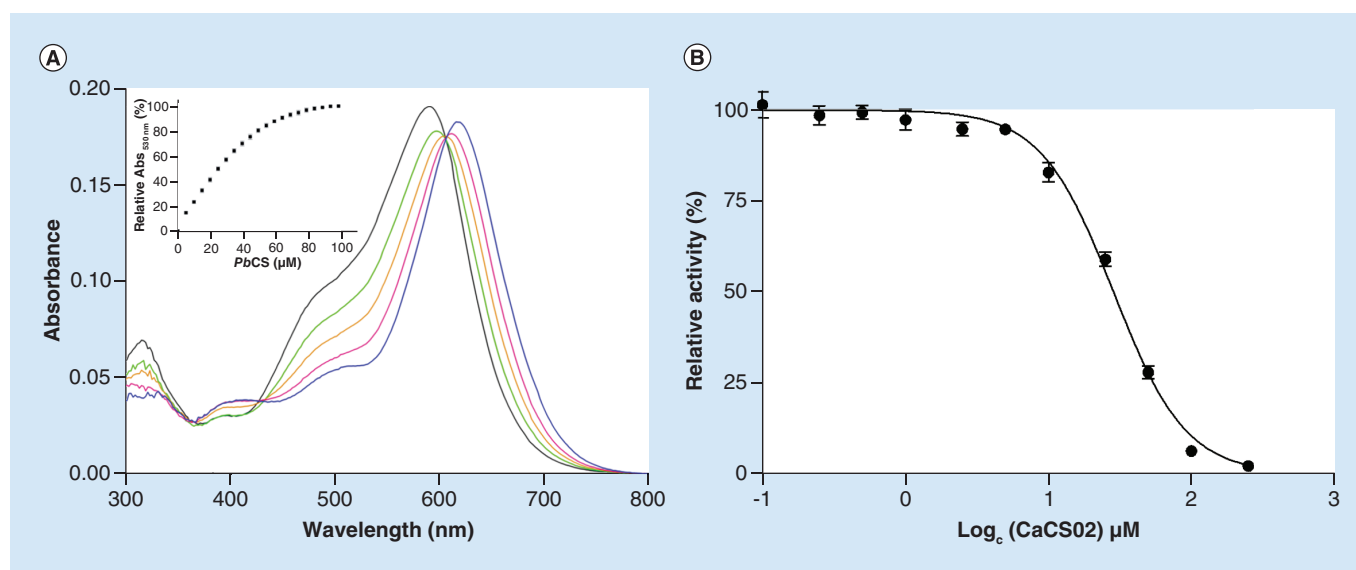 A
0.20
0.15
0.10
0.05
0.00
Absorbance
300 400 500 600 700 800
Wavelength (nm)
100
80
60
40
20
0
Relative Abs 530 nm (%)
0 20 40 60 80 100
PbCS (µM)
B
100
75
50
25
0
Relative activity (%)
-1 0 1 2 3
Logc (CaCS02) µM